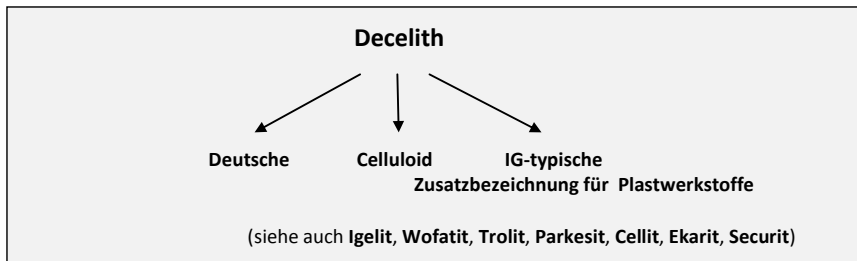 Decelith
Deutsche Celluloid IG-typische
Zusatzbezeichnung für Plastwerkstoffe
(siehe auch Igelit, Wofatit, Trolit, Parkesit, Cellit, Ekarit, Securit)